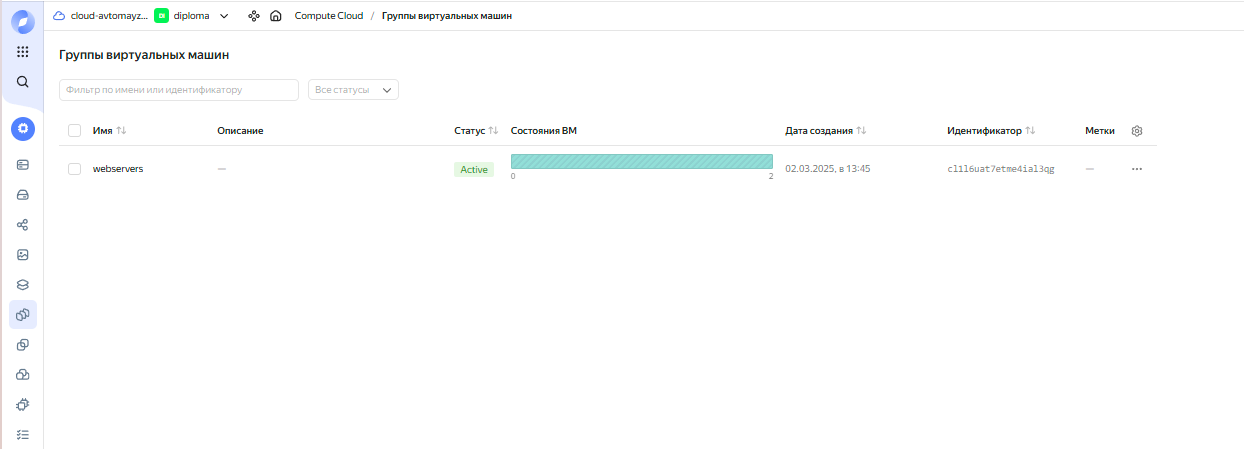 cloud-avtomayz... diploma Compute Cloud / Группы виртуальных машин
Группы виртуальных машин
Фильтр по имени или идентификатору Все статусы
Имя Описание Статус Состояния ВМ Дата создания Идентификатор Метки
webservers — Active 02.03.2025, в 13:45 cl1l6uat7etme4ial3qg — ...
0 2